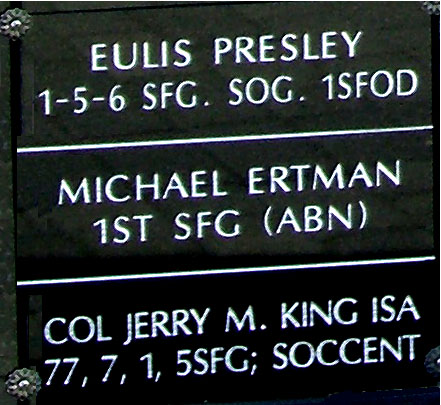 EULIS PRESLEY
1-5-6 SFG. SOG. 1SFOD
MICHAEL ERTMAN
1ST SFG (ABN)
COL JERRY M. KING ISA
77, 7, 1, 5SFG; SOCCENT